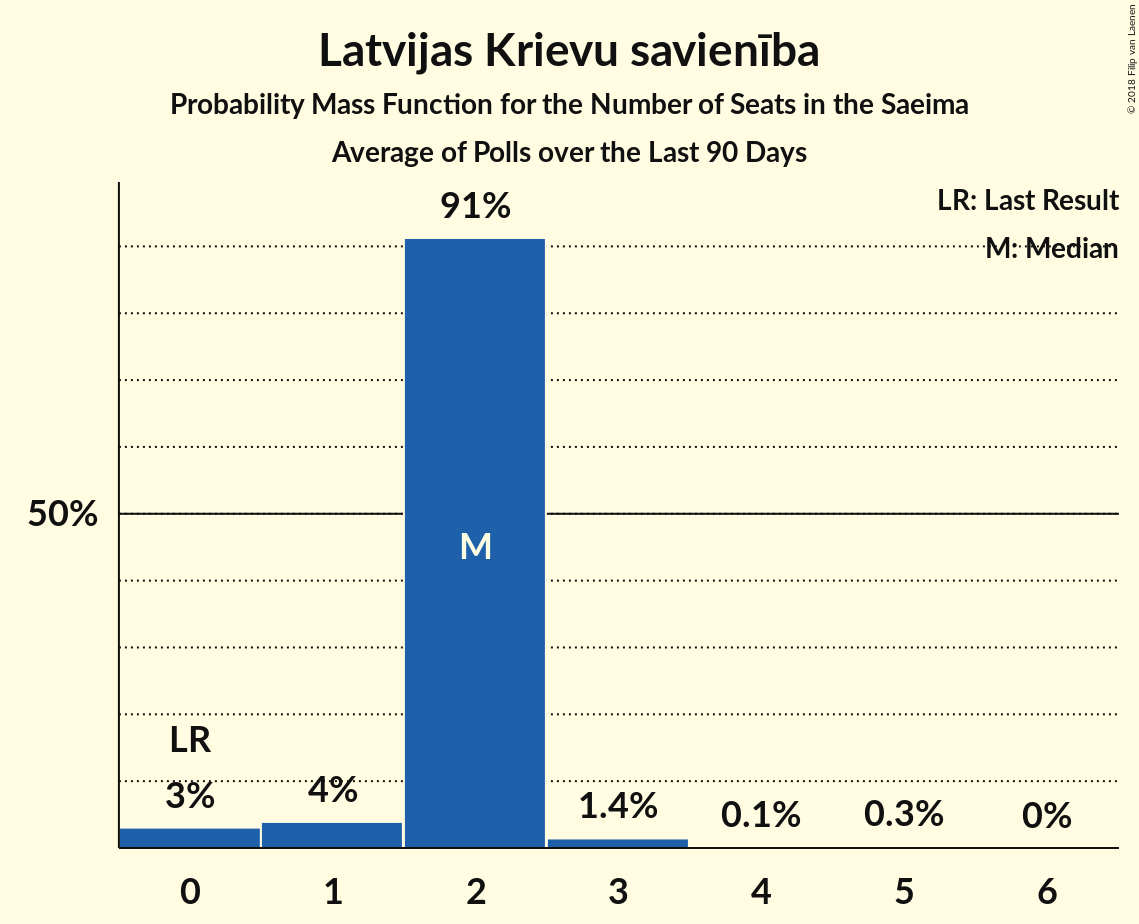 Latvijas Krievu savienība
Probability Mass Function for the Number of Seats in the Saeima
Average of Polls over the Last 90 Days
© 2018 Filip van Laenen
LR: Last Result
M: Median
91%
50%
M
LR
3%
4%
1.4%
0.1%
0.3%
0%
0 1 2 3 4 5 6